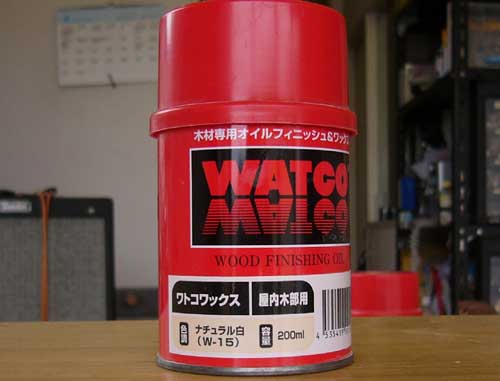 木材専用オイルフィニッシュ&ワックス
WATCO
WOOD FINISHING OIL
ワトコワックス 屋内木部用
色調 ナチュラル白 (W-15) 容量 200ml
4 535419